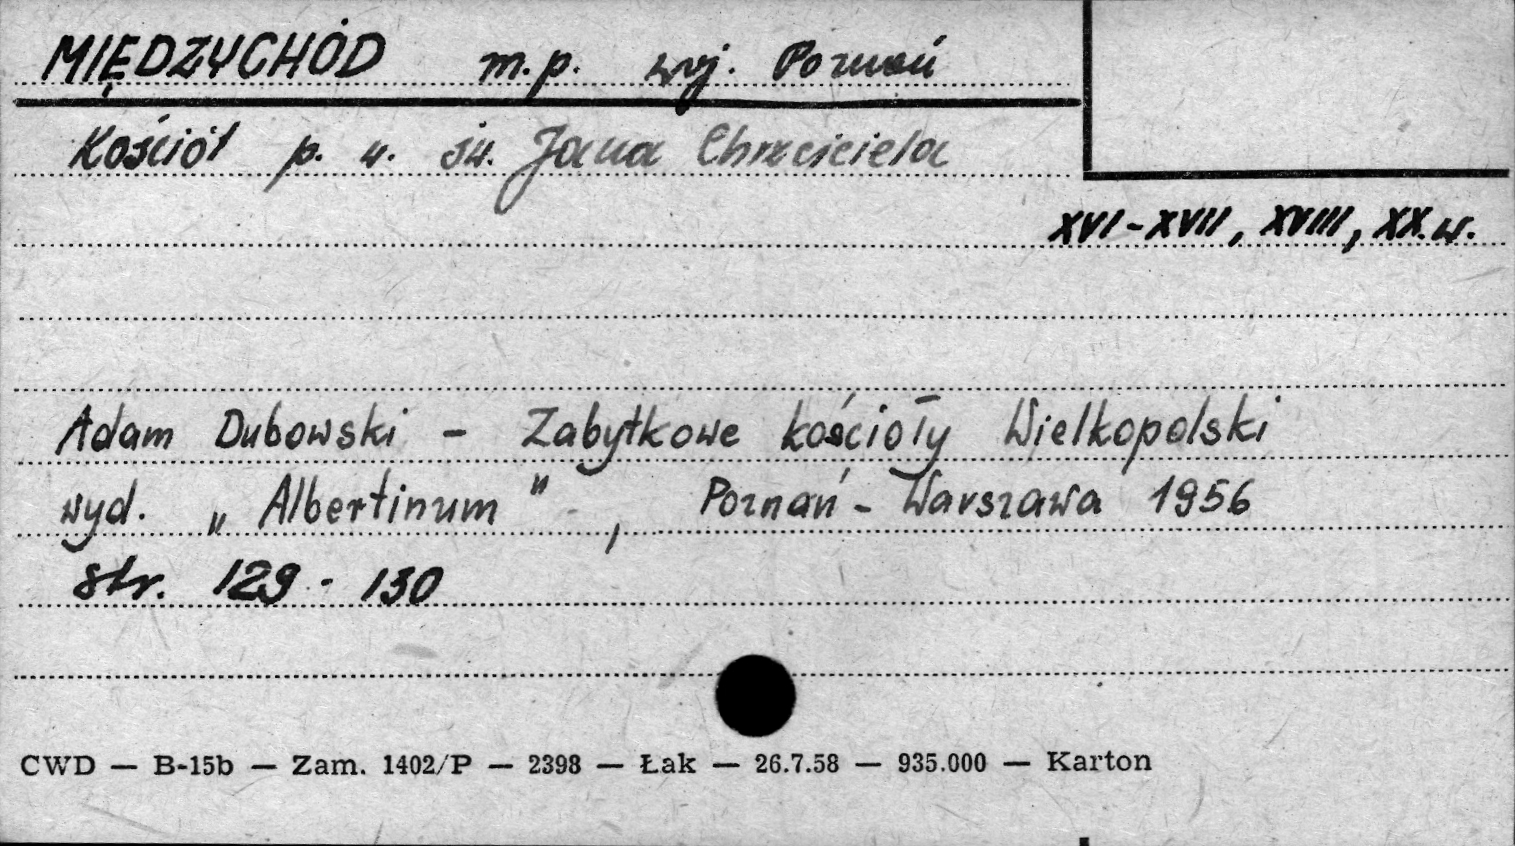 MIĘDZYCHÓD m.p. woj. Poznań
Kościół p. w. św. Jana Chrzciciela
XVI-XVII, XVIII, XX.w.
Adam Dubowski - Zabytkowe kościoły Wielkopolski
wyd. „Albertinum", Poznań - Warszawa 1956
str. 129 - 130
CWD — B-15b — Zam. 1402/P — 2398 — Łak — 26.7.58 — 935.000 — Karton